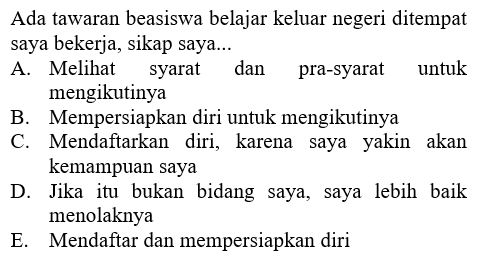 Ada tawaran beasiswa belajar keluar negeri ditempat
saya bekerja, sikap saya...
A. Melihat syarat dan pra-syarat untuk
mengikutinya
B. Mempersiapkan diri untuk mengikutinya
C. Mendaftarkan diri, karena saya yakin akan
kemampuan saya
D. Jika itu bukan bidang saya, saya lebih baik
menolaknya
E. Mendaftar dan mempersiapkan diri